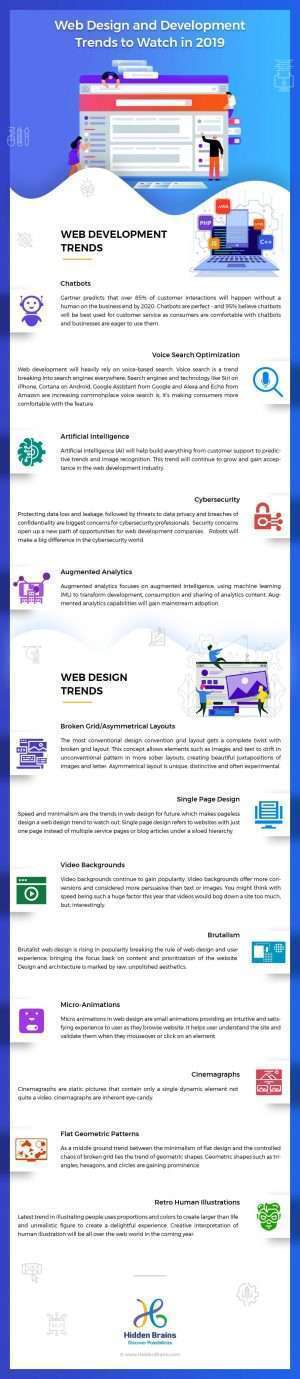 Web Design and Development
Trends to Watch in 2019
PHP
JAVA
JS
C++
WEB DEVELOPMENT
TRENDS
Chatbots
Gartner predicts that over 85% of customer interactions will happen without a
human on the business end by 2020. Chatbots are perfect - and 95% believe chatbots
will be best used for customer service as consumers are comfortable with chatbots
and businesses are eager to use them.
Voice Search Optimization
Web development will heavily rely on voice-based search. Voice search is a trend
breaking into search engines everywhere. Search engines and technology like Siri on
iPhone, Cortana on Android, Google Assistant from Google and Alexa and Echo from
Amazon are increasing commonplace voice search is, it's making consumers more
comfortable with the feature.
Artificial Intelligence
Artificial Intelligence (AI) will help build everything from customer support to predic-
tive trends and image recognition. This trend will continue to grow and gain accep-
tance in the web development industry.
Cybersecurity
Protecting data loss and leakage, followed by threats to data privacy and breaches of
confidentiality are biggest concerns for cybersecurity professionals. Security concerns
open up a new path of opportunities for web development companies. Robots will
make a big difference in the cybersecurity world.
Augmented Analytics
Augmented analytics focuses on augmented intelligence, using machine learning
(ML) to transform development, consumption and sharing of analytics content. Aug-
mented analytics capabilities will gain mainstream adoption.
WEB DESIGN
TRENDS
Broken Grid/Asymmetrical Layouts
The most conventional design convention grid layout gets a complete twist with
broken grid layout. This concept allows elements such as images and text to drift in
unconventional pattern in more sober layouts, creating beautiful juxtapositions of
images and letter. Asymmetrical layout is unique, distinctive and often experimental.
Single Page Design
Speed and minimalism are the trends in web design for future which makes pageless
design a web design trend to watch out. Single page design refers to websites with just
one page instead of multiple service pages or blog articles under a siloed hierarchy.
Video Backgrounds
Video backgrounds continue to gain popularity. Video backgrounds offer more con-
versions and considered more persuasive than text or images. You might think with
speed being such a huge factor this year that videos would bog down a site too much,
but, interestingly.
Brutalism
Brutalist web design is rising in popularity breaking the rule of web design and user
experience, bringing the focus back on content and prioritization of the website.
Design and architecture is marked by raw, unpolished aesthetics.
Micro-Animations
Micro animations in web design are small animations providing an intuitive and satis-
fying experience to user as they browse website. It helps user understand the site and
validate them when they mouseover or click on an element.
Cinemagraphs
Cinemagraphs are static pictures that contain only a single dynamic element not
quite a video. cinemagraphs are inherent eye-candy.
Flat Geometric Patterns
As a middle ground trend between the minimalism of flat design and the controlled
chaos of broken grid lies the trend of geometric shapes. Geometric shapes such as tri-
angles, hexagons, and circles are gaining prominence.
Retro Human Illustrations
Latest trend in illustrating people uses proportions and colors to create larger than life
and unrealistic figure to create a delightful experience. Creative interpretation of
human illustration will be all over the web world in the coming year.
Hidden Brains
Discover Possibilities
© www.HiddenBrains.com